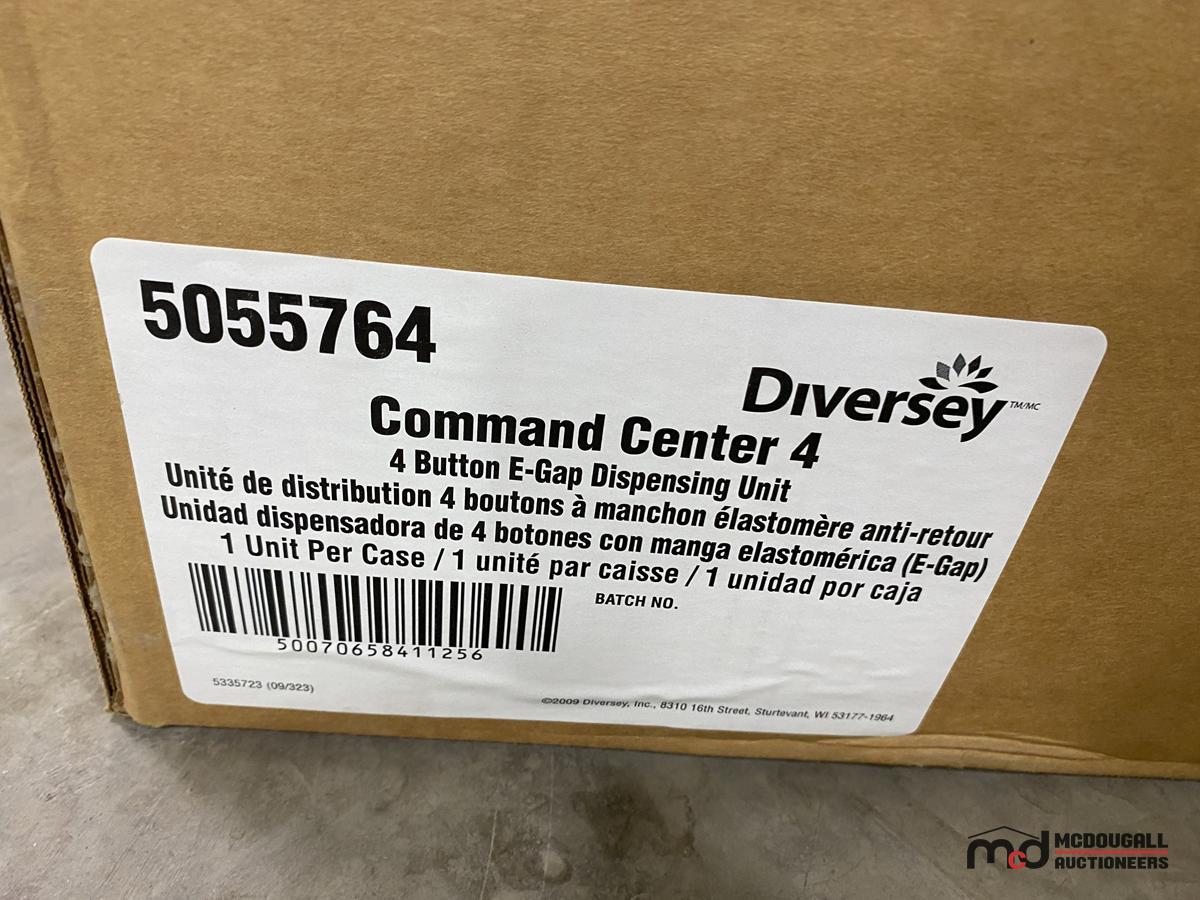 5055764
Diversey TM/MC
Command Center 4
4 Button E-Gap Dispensing Unit
Unité de distribution 4 boutons à manchon élastomère anti-retour
Unidad dispensadora de 4 botones con manga elastomérica (E-Gap)
1 Unit Per Case / 1 unité par caisse / 1 unidad por caja
BATCH NO.
50070658411256
5335723 (09/323)
©2009 Diversey, Inc., 8310 16th Street, Sturtevant, WI 53177-1964
mcd MCDOUGALL
AUCTIONEERS